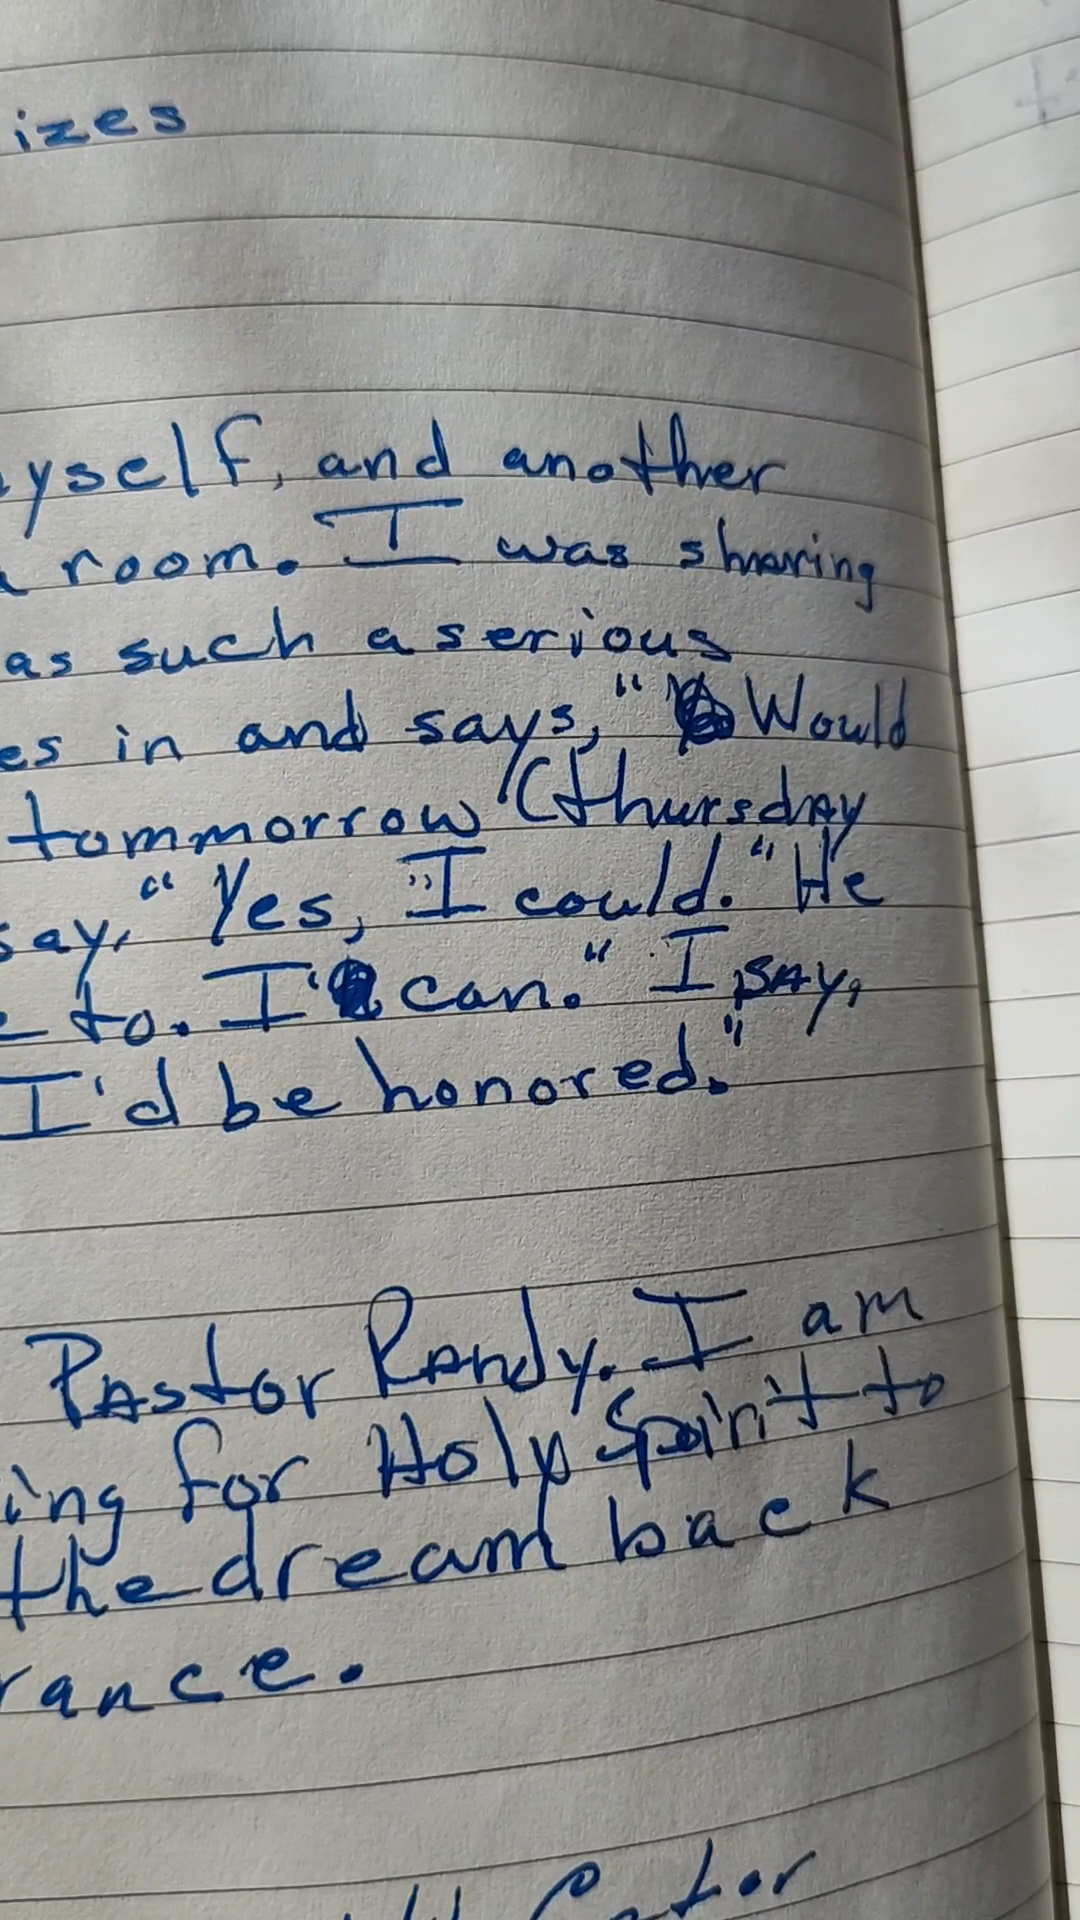 izes
yself, and another
room. I was sharing
as such a serious
es in and says, " Would
tommorrow "(thursday
say, "Yes, "I could." He
to. I can." I say,
I'd be honored."
Pastor Randy. I am
ing for Holy Spirit to
the dream back
rance.